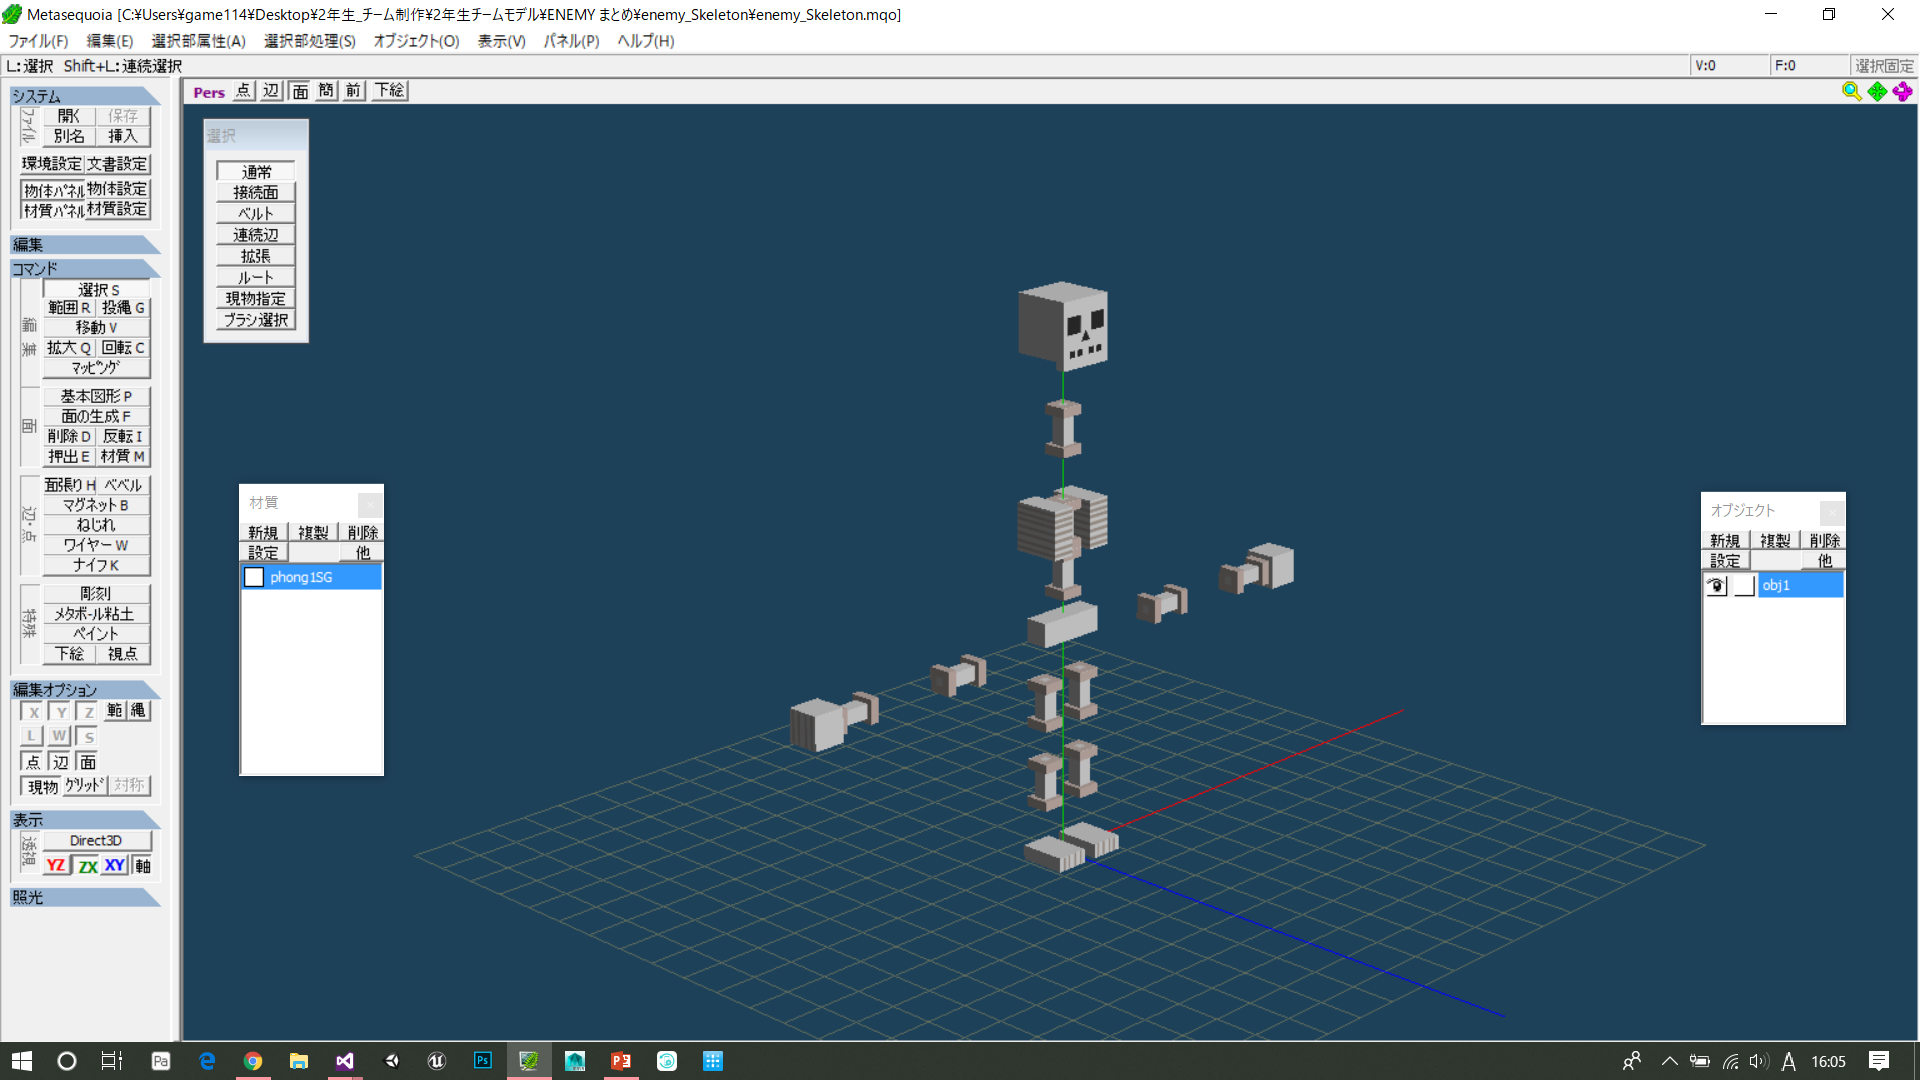 Metasequoia [C:¥Users¥game114¥Desktop¥2年生_チーム制作¥2年生チームモデル¥ENEMY まとめ¥enemy_Skeleton¥enemy_Skeleton.mqo]
ファイル(F) 編集(E) 選択部属性(A) 選択部処理(S) オブジェクト(O) 表示(V) パネル(P) ヘルプ(H)
L:選択 Shift+L:連続選択 V:0 F:0 選択固定
Pers 点 辺 面 簡 前 下絵
システム
ファイル
開く 保存
別名 挿入
環境設定 文書設定
物体パネル 物体設定
材質パネル 材質設定
編集
コマンド
編集
選択 S
範囲 R 投縄 G
移動 V
拡大 Q 回転 C
マッピング
面
基本図形 P
面の生成 F
削除 D 反転 I
押出 E 材質 M
辺・点
面張り H ベベル
マグネット B
ねじれ
ワイヤー W
ナイフ K
特殊
彫刻
メタボール粘土
ペイント
下絵 視点
編集オプション
X Y Z 範 縄
L W S
点 辺 面
現物 グリッド 対称
表示
透視
Direct3D
YZ ZX XY 軸
照光
選択
通常
接続面
ベルト
連続辺
拡張
ルート
現物指定
ブラシ選択
材質
新規 複製 削除
設定 他
phong1SG
オブジェクト
新規 複製 削除
設定 他
obj1
Pa
Ps
A 16:05